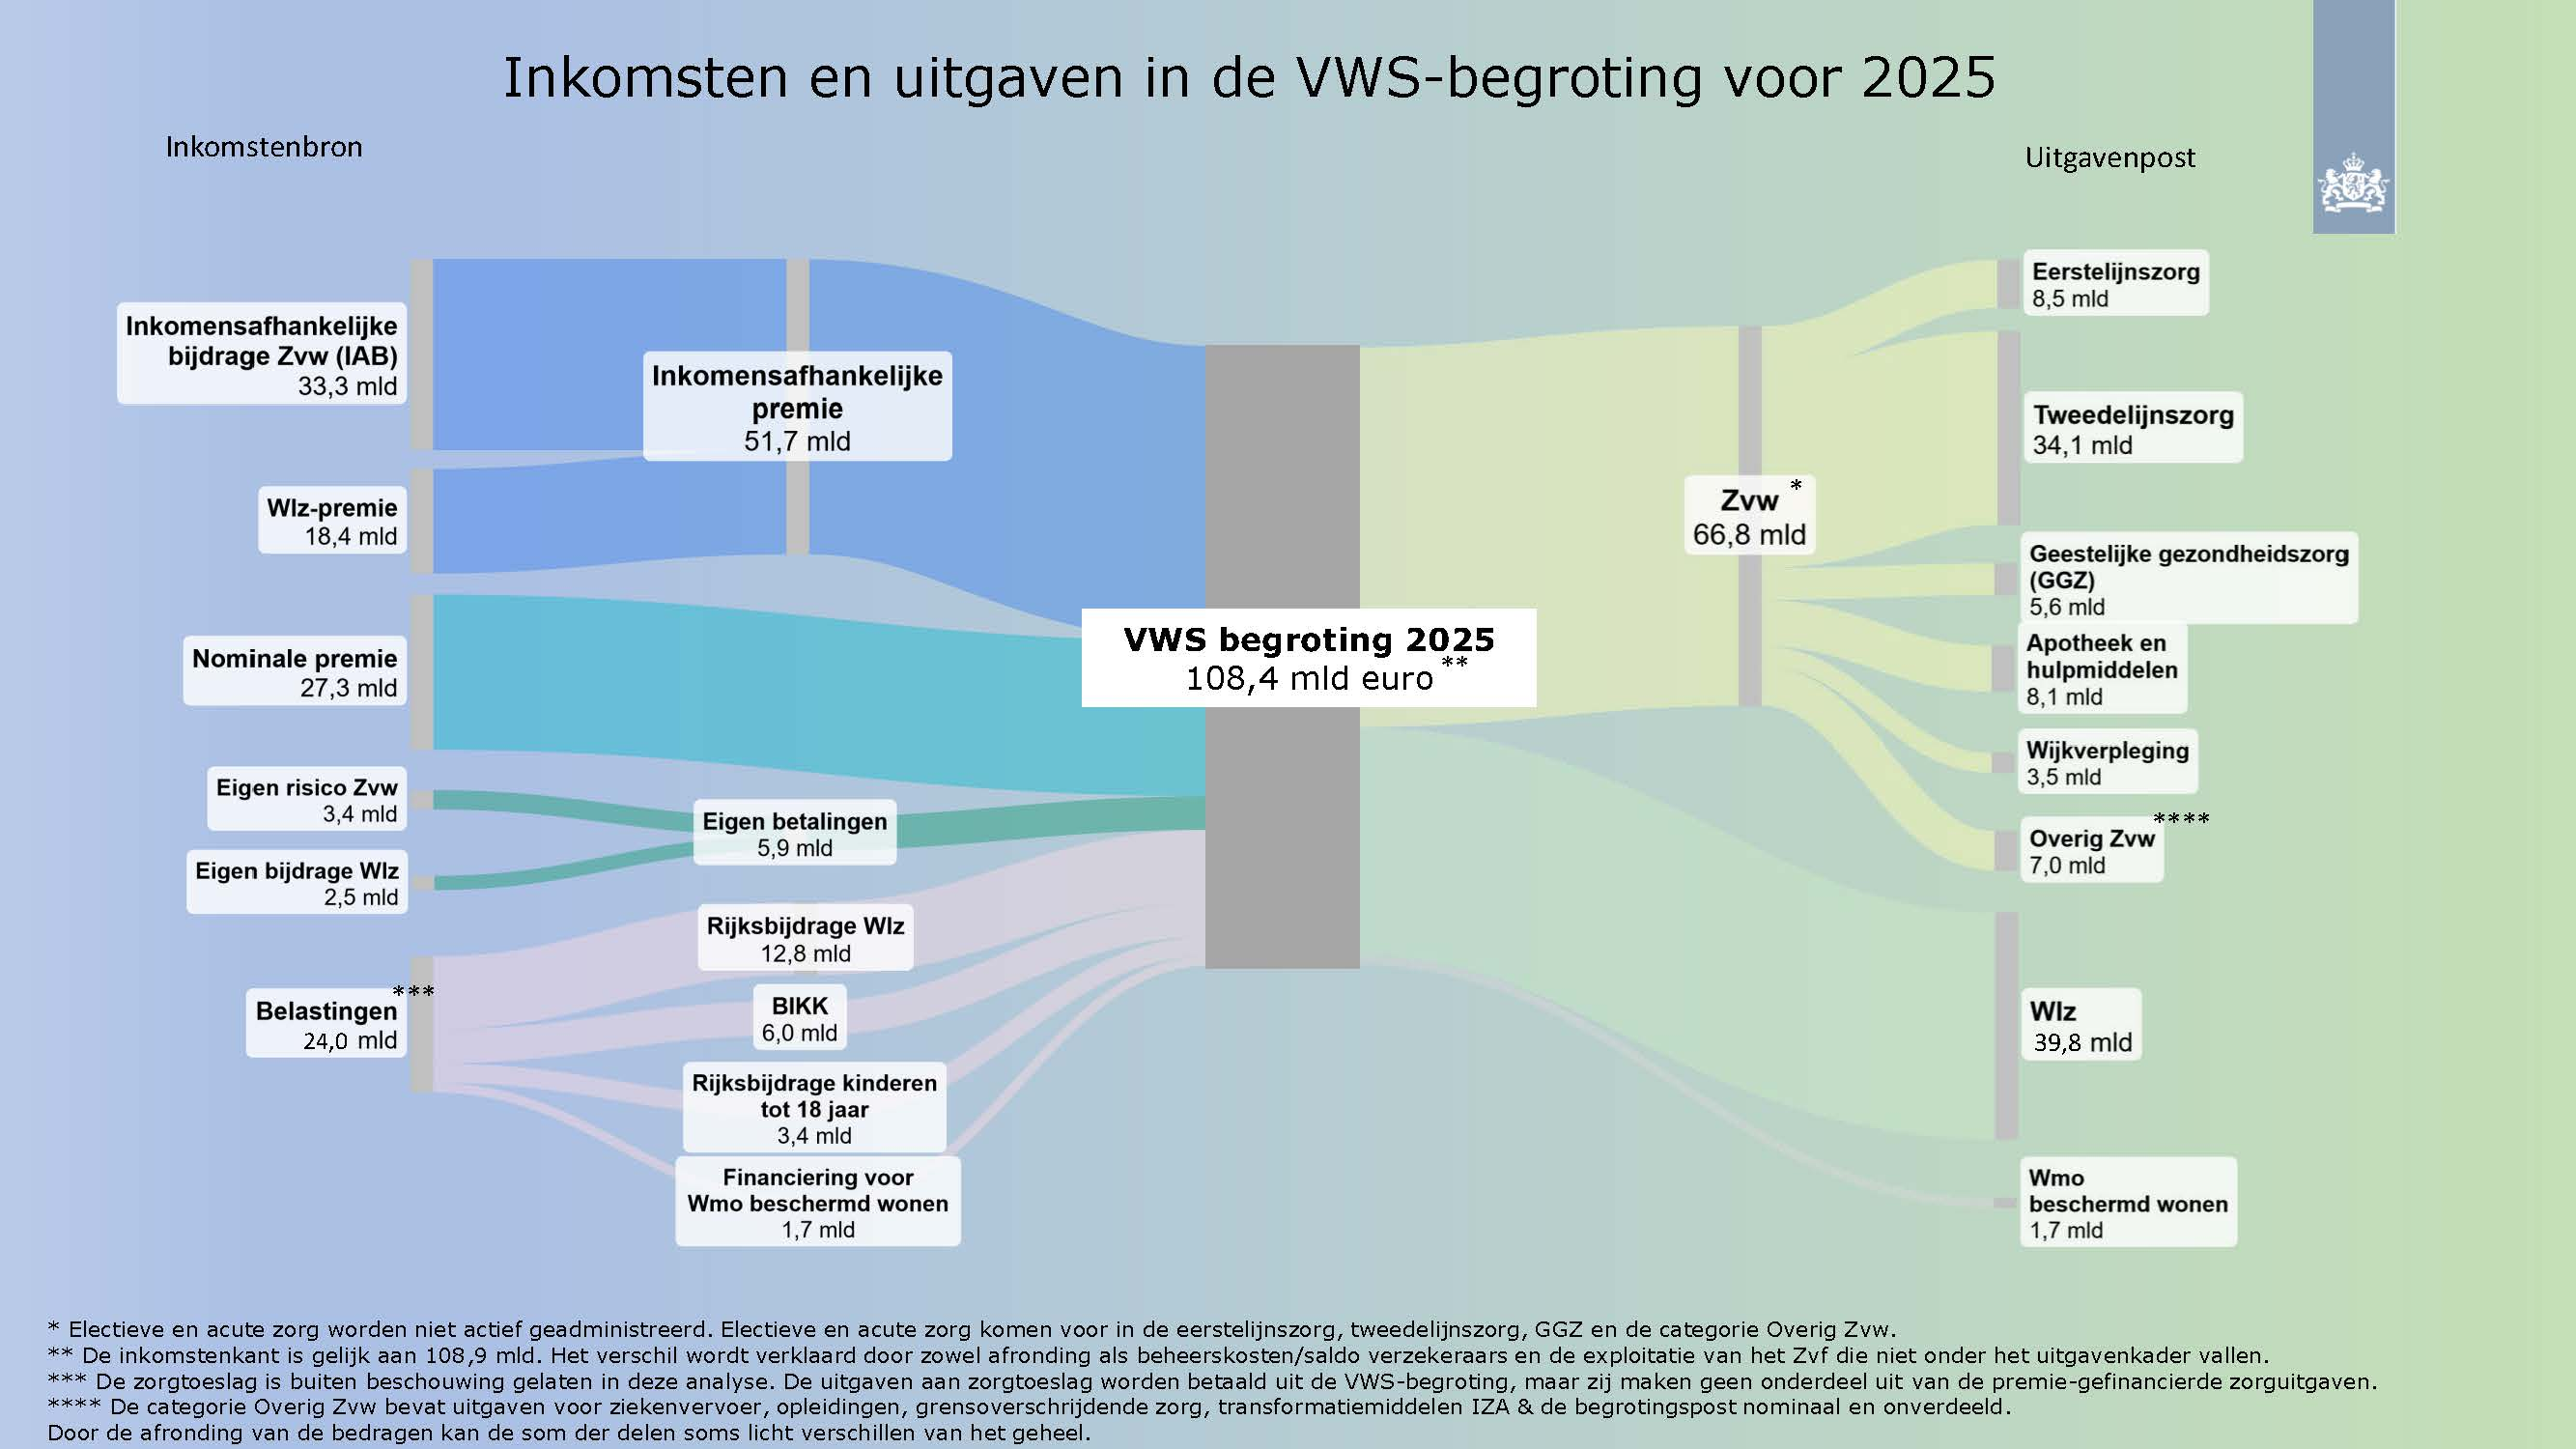 Inkomsten en uitgaven in de VWS-begroting voor 2025
Inkomstenbron
Uitgavenpost
Inkomensafhankelijke
bijdrage Zvw (IAB)
33,3 mld
Wlz-premie
18,4 mld
Nominale premie
27,3 mld
Eigen risico Zvw
3,4 mld
Eigen bijdrage Wlz
2,5 mld
Belastingen ***
24,0 mld
Inkomensafhankelijke
premie
51,7 mld
Eigen betalingen
5,9 mld
Rijksbijdrage Wlz
12,8 mld
BIKK
6,0 mld
Rijksbijdrage kinderen
tot 18 jaar
3,4 mld
Financiering voor
Wmo beschermd wonen
1,7 mld
VWS begroting 2025
108,4 mld euro **
Zvw *
66,8 mld
Eerstelijnszorg
8,5 mld
Tweedelijnszorg
34,1 mld
Geestelijke gezondheidszorg
(GGZ)
5,6 mld
Apotheek en
hulpmiddelen
8,1 mld
Wijkverpleging
3,5 mld
Overig Zvw ****
7,0 mld
Wlz
39,8 mld
Wmo
beschermd wonen
1,7 mld
* Electieve en acute zorg worden niet actief geadministreerd. Electieve en acute zorg komen voor in de eerstelijnszorg, tweedelijnszorg, GGZ en de categorie Overig Zvw.
** De inkomstenkant is gelijk aan 108,9 mld. Het verschil wordt verklaard door zowel afronding als beheerskosten/saldo verzekeraars en de exploitatie van het Zvf die niet onder het uitgavenkader vallen.
*** De zorgtoeslag is buiten beschouwing gelaten in deze analyse. De uitgaven aan zorgtoeslag worden betaald uit de VWS-begroting, maar zij maken geen onderdeel uit van de premie-gefinancierde zorguitgaven.
**** De categorie Overig Zvw bevat uitgaven voor ziekenvervoer, opleidingen, grensoverschrijdende zorg, transformatiemiddelen IZA & de begrotingspost nominaal en onverdeeld.
Door de afronding van de bedragen kan de som der delen soms licht verschillen van het geheel.